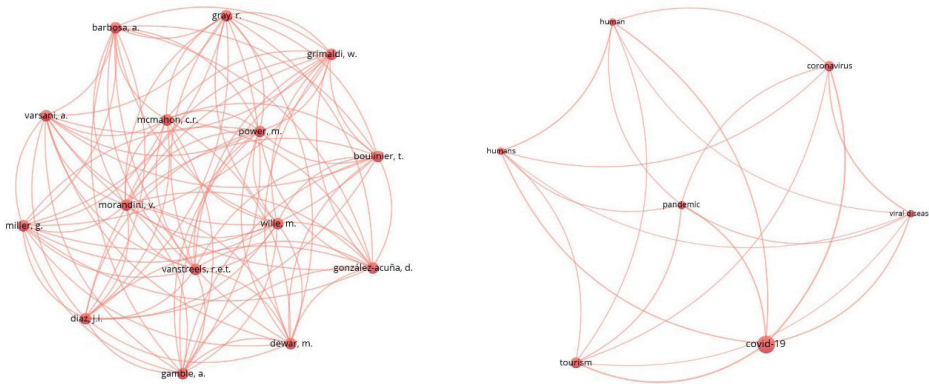 gray, r.
barbosa, a.
grimaldi, w.
varsani, a.
mcmahon, c.r.
power, m.
boulinier, t.
morandini, v.
miller, g.
wille, m.
vanstreels, r.e.t.
gonzález-acuña, d.
diaz, j.i.
dewar, m.
gamble, a.
human
coronavirus
humans
pandemic
viral diseas
covid-19
tourism